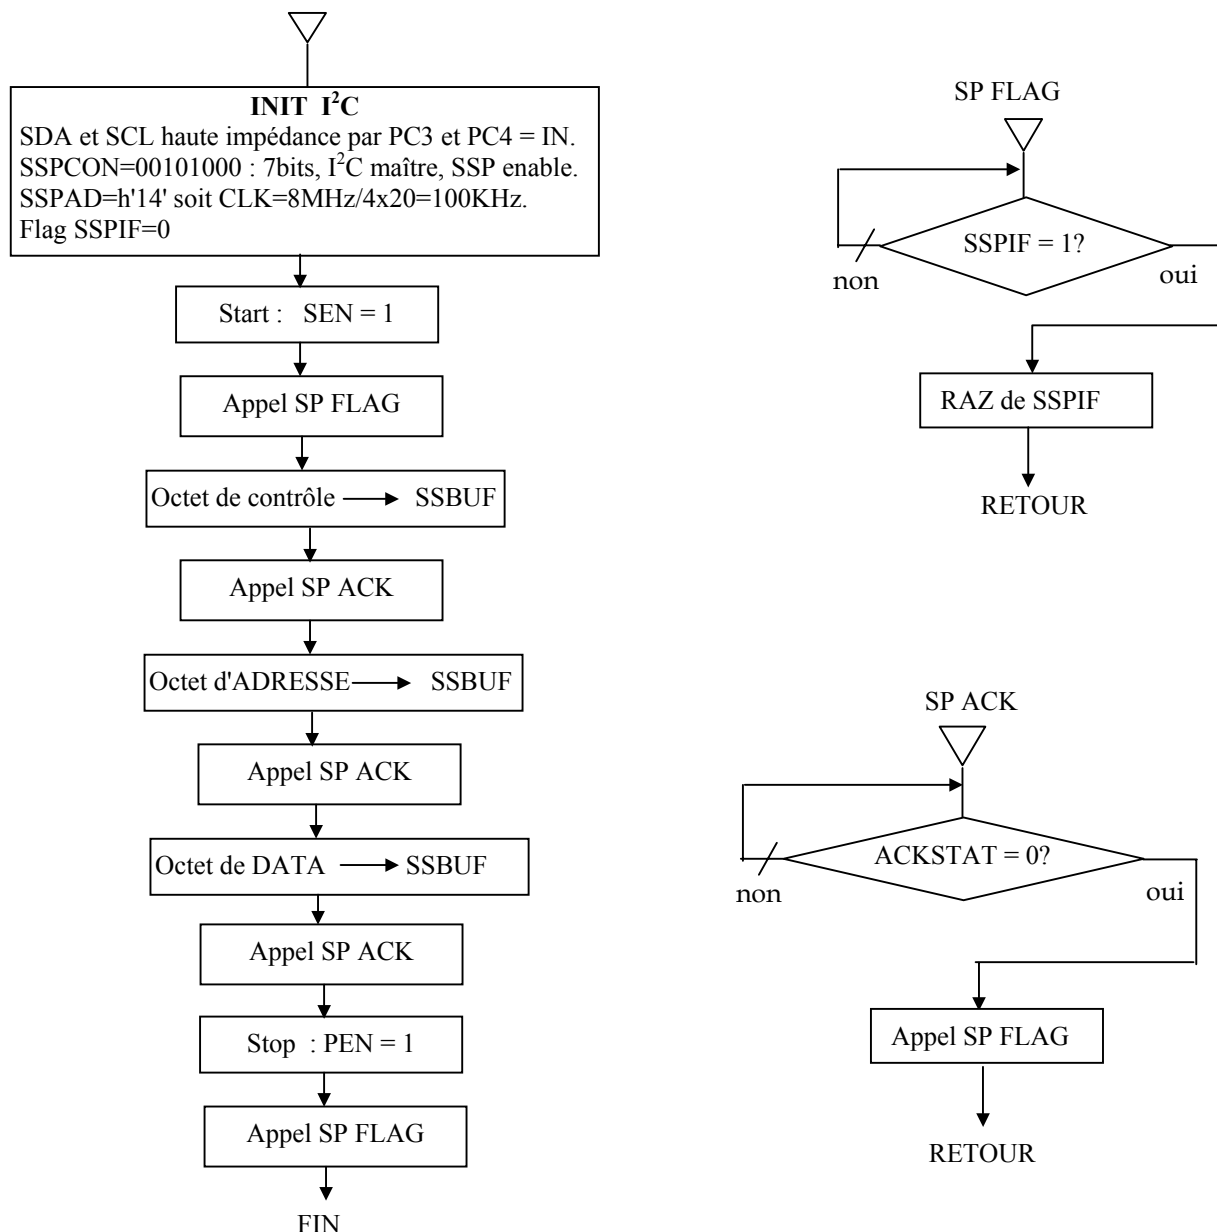 INIT I²C
SDA et SCL haute impédance par PC3 et PC4 = IN.
SSPCON=00101000 : 7bits, I²C maître, SSP enable.
SSPAD=h'14' soit CLK=8MHz/4x20=100KHz.
Flag SSPIF=0
Start : SEN = 1
Appel SP FLAG
Octet de contrôle → SSBUF
Appel SP ACK
Octet d'ADRESSE → SSBUF
Appel SP ACK
Octet de DATA → SSBUF
Appel SP ACK
Stop : PEN = 1
Appel SP FLAG
FIN
SP FLAG
SSPIF = 1?
non
oui
RAZ de SSPIF
RETOUR
SP ACK
ACKSTAT = 0?
non
oui
Appel SP FLAG
RETOUR